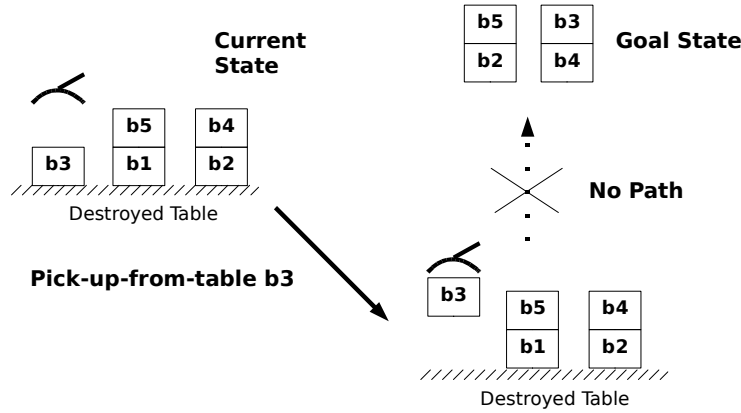 Current
State
b3
b5
b1
b4
b2
Destroyed Table
Pick-up-from-table b3
b5
b3
b2
b4
Goal State
No Path
b3
b5
b1
b4
b2
Destroyed Table